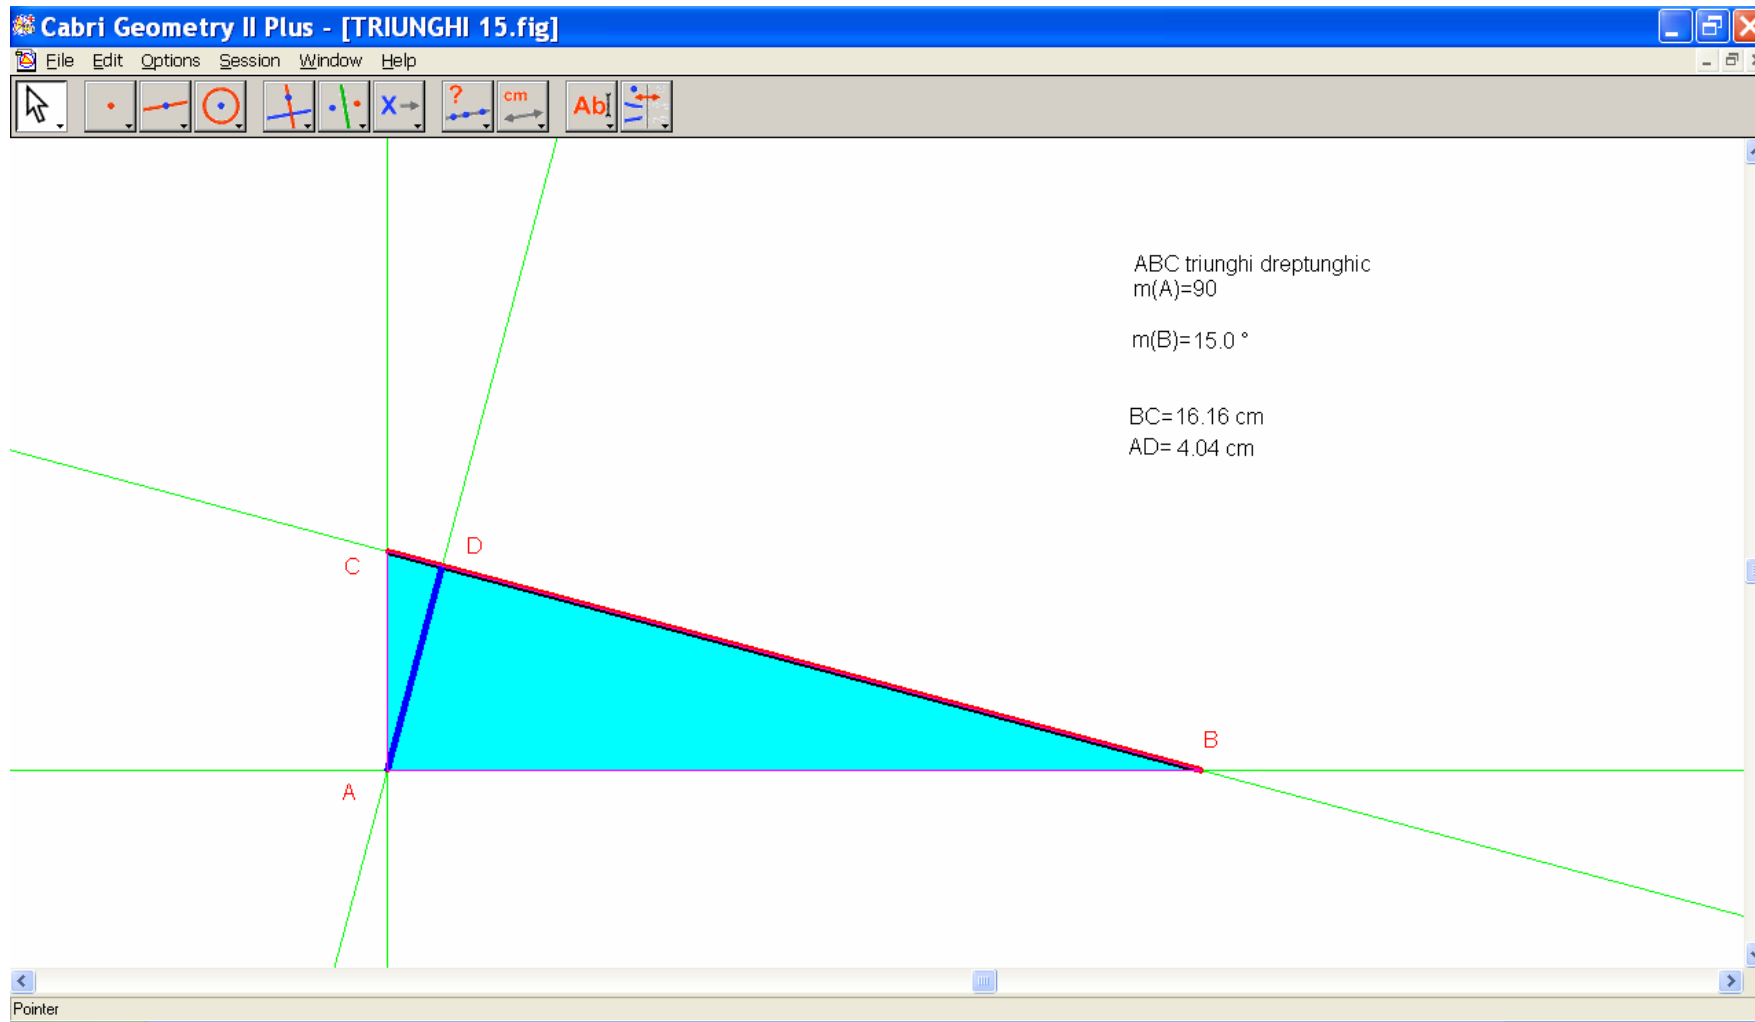 Cabri Geometry II Plus - [TRIUNGHI 15.fig]
File Edit Options Session Window Help
? cm Ab X
ABC triunghi dreptunghic
m(A)=90
m(B)=15.0 °
BC=16.16 cm
AD= 4.04 cm
D
C
B
A
Pointer